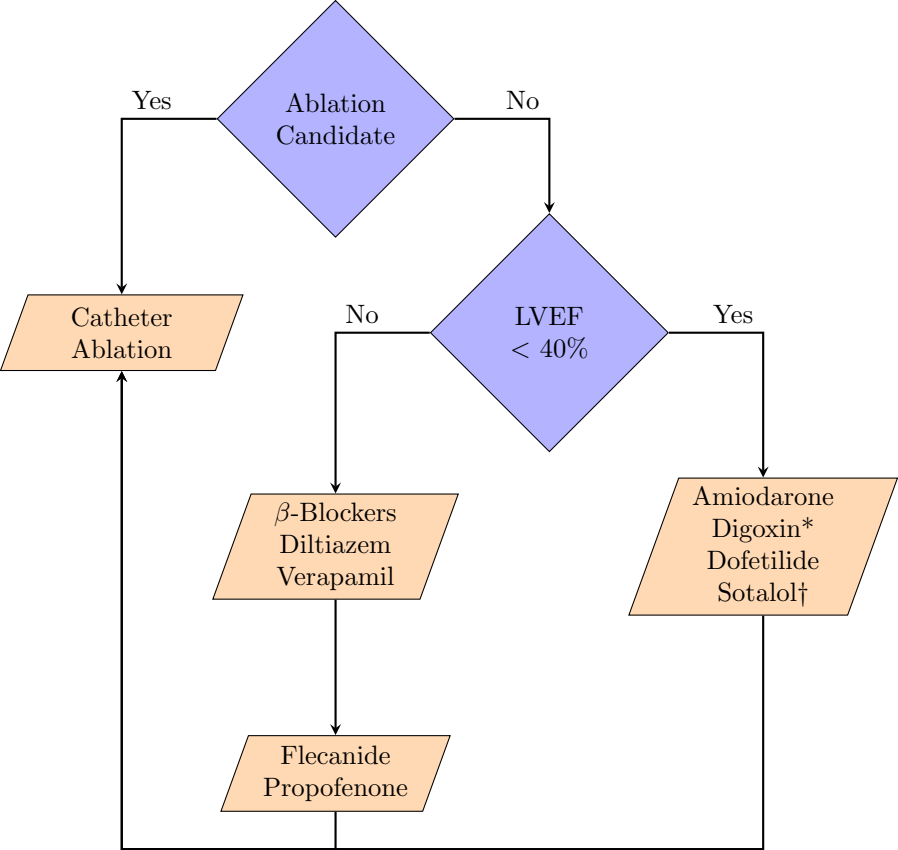 Ablation
Candidate
Yes
No
Catheter
Ablation
LVEF
< 40%
No
Yes
β-Blockers
Diltiazem
Verapamil
Amiodarone
Digoxin*
Dofetilide
Sotalol†
Flecanide
Propofenone